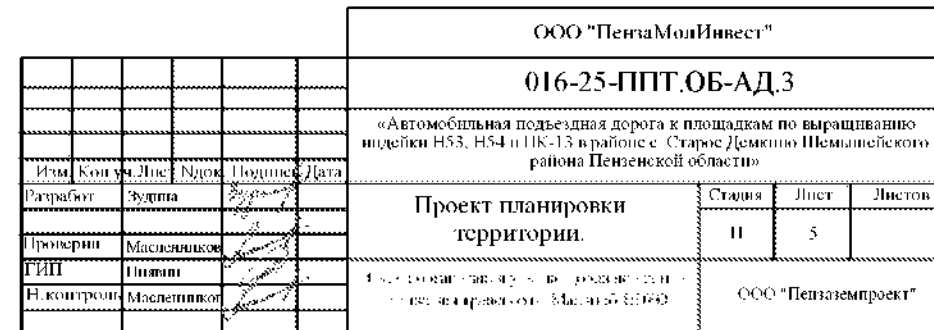 ООО "ПензаМолИнвест"
016-25-ППТ.ОБ-АД.3
«Автомобильная подъездная дорога к площадкам по выращиванию
индейки Н53, Н54 и ПК-13 в районе с. Старое Демкино Шемышейского
района Пензенской области»
Изм. Кол уч. Лист Nдок. Подпись Дата
Разработ Зудина
Проверил Масленников
ГИП
Н.контроль Масленников
Проект планировки
территории.
Стадия Лист Листов
П 5
ООО "Пензаземпроект"